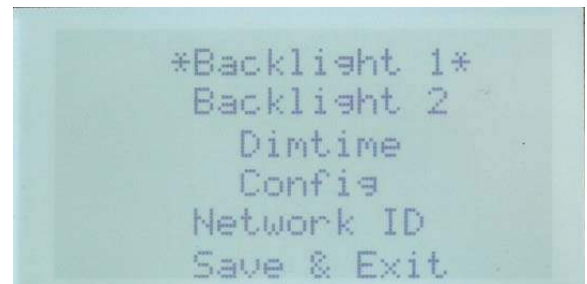 *Backlight 1*
Backlight 2
Dimtime
Config
Network ID
Save & Exit